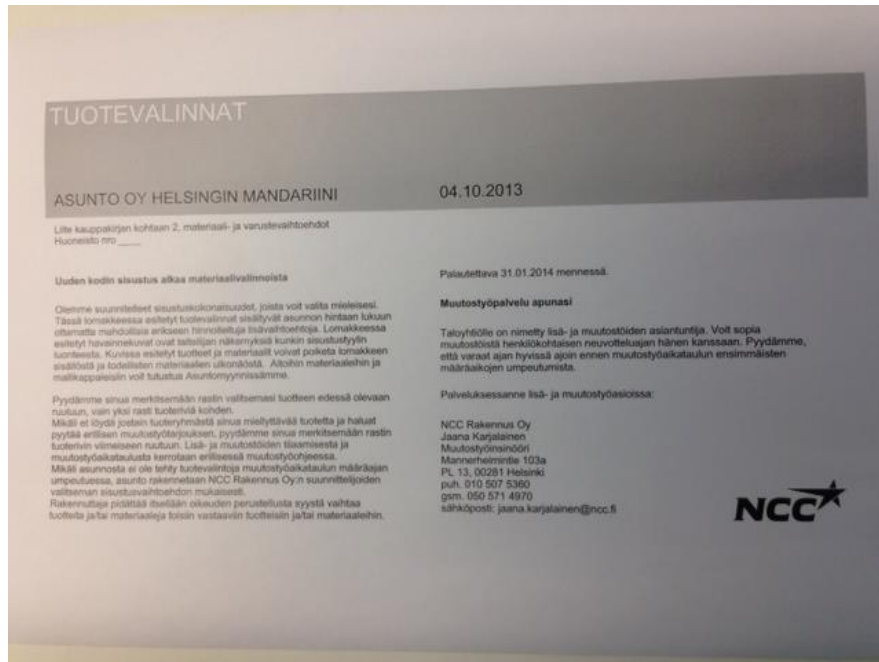 TUOTEVALINNAT
ASUNTO OY HELSINGIN MANDARIINI
04.10.2013
Liite kauppakirjan kohtaan 2, materiaali- ja varustevaihtoehdot
Huoneisto nro ____
Uuden kodin sisustus alkaa materiaalivalinnoista
Olemme suunnitelleet sisustuskokonaisuudet, joista voit valita mieleisesi.
Tässä lomakkeessa esitetyt tuotevalinnat sisältyvät asunnon hintaan lukuun
ottamatta mahdollisia erikseen hinnoiteltuja lisävaihtoehtoja. Lomakkeessa
esitetyt havainnekuvat ovat taiteilijan näkemyksiä kunkin sisustustyylin
luonteesta. Kuvissa esitetyt tuotteet ja materiaalit voivat poiketa lomakkeen
sisällöstä ja todellisten materiaalien ulkonäöstä. Aitoihin materiaaleihin ja
mallikappaleisiin voit tutustua Asuntomyynnissämme.
Pyydämme sinua merkitsemään rastin valitsemasi tuotteen edessä olevaan
ruutuun, vain yksi rasti tuoteriviä kohden.
Mikäli et löydä jostain tuoteryhmästä sinua miellyttävää tuotetta ja haluat
pyytää erillisen muutostyötarjouksen, pyydämme sinua merkitsemään rastin
tuoterivin viimeiseen ruutuun. Lisä- ja muutostöiden tilaamisesta ja
muutostyöaikataulusta kerrotaan erillisessä muutostyöohjeessa.
Mikäli asunnosta ei ole tehty tuotevalintoja muutostyöaikataulun määräajan
umpeutuessa, asunto rakennetaan NCC Rakennus Oy:n suunnittelijoiden
valitseman sisustusvaihtoehdon mukaisesti.
Rakennuttaja pidättää itsellään oikeuden perustellusta syystä vaihtaa
tuotteita ja/tai materiaaleja toisiin vastaaviin tuotteisiin ja/tai materiaaleihin.
Palautettava 31.01.2014 mennessä.
Muutostyöpalvelu apunasi
Taloyhtiölle on nimetty lisä- ja muutostöiden asiantuntija. Voit sopia
muutostöistä henkilökohtaisen neuvotteluajan hänen kanssaan. Pyydämme,
että varaat ajan hyvissä ajoin ennen muutostyöaikataulun ensimmäisten
määräaikojen umpeutumista.
Palveluksessanne lisä- ja muutostyöasioissa:
NCC Rakennus Oy
Jaana Karjalainen
Muutostyöinsinööri
Mannerheimintie 103a
PL 13, 00281 Helsinki
puh. 010 507 5360
gsm. 050 571 4970
sähköposti: jaana.karjalainen@ncc.fi
NCC